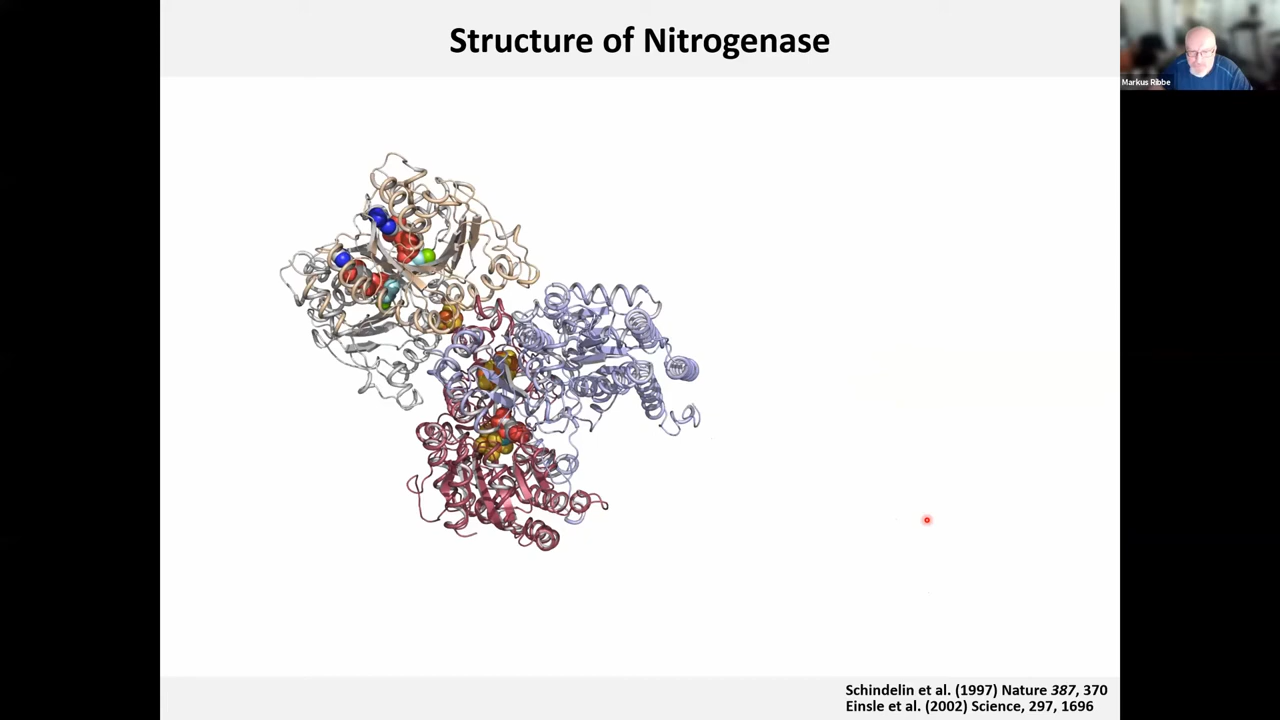 Structure of Nitrogenase
Markus Ribbe
Schindelin et al. (1997) Nature 387, 370
Einsle et al. (2002) Science, 297, 1696